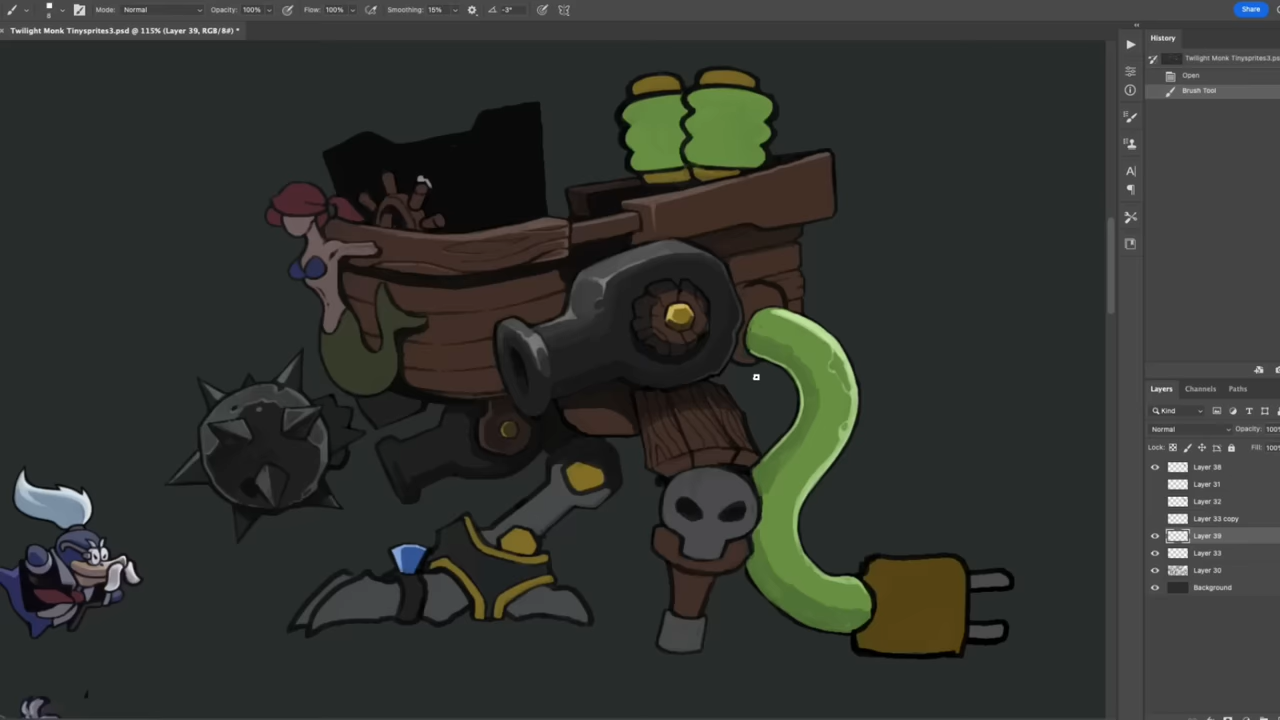 8
Mode: Normal
Opacity: 100%
Flow: 100%
Smoothing: 15%
-3°
Share
Twilight Monk Tinysprites3.psd @ 115% (Layer 39, RGB/8#) *
History
Twilight Monk Tinysprites3.ps
Open
Brush Tool
Layers
Channels
Paths
Kind
Normal
Opacity: 100%
Lock:
Fill: 100%
Layer 38
Layer 31
Layer 32
Layer 33 copy
Layer 39
Layer 33
Layer 30
Background